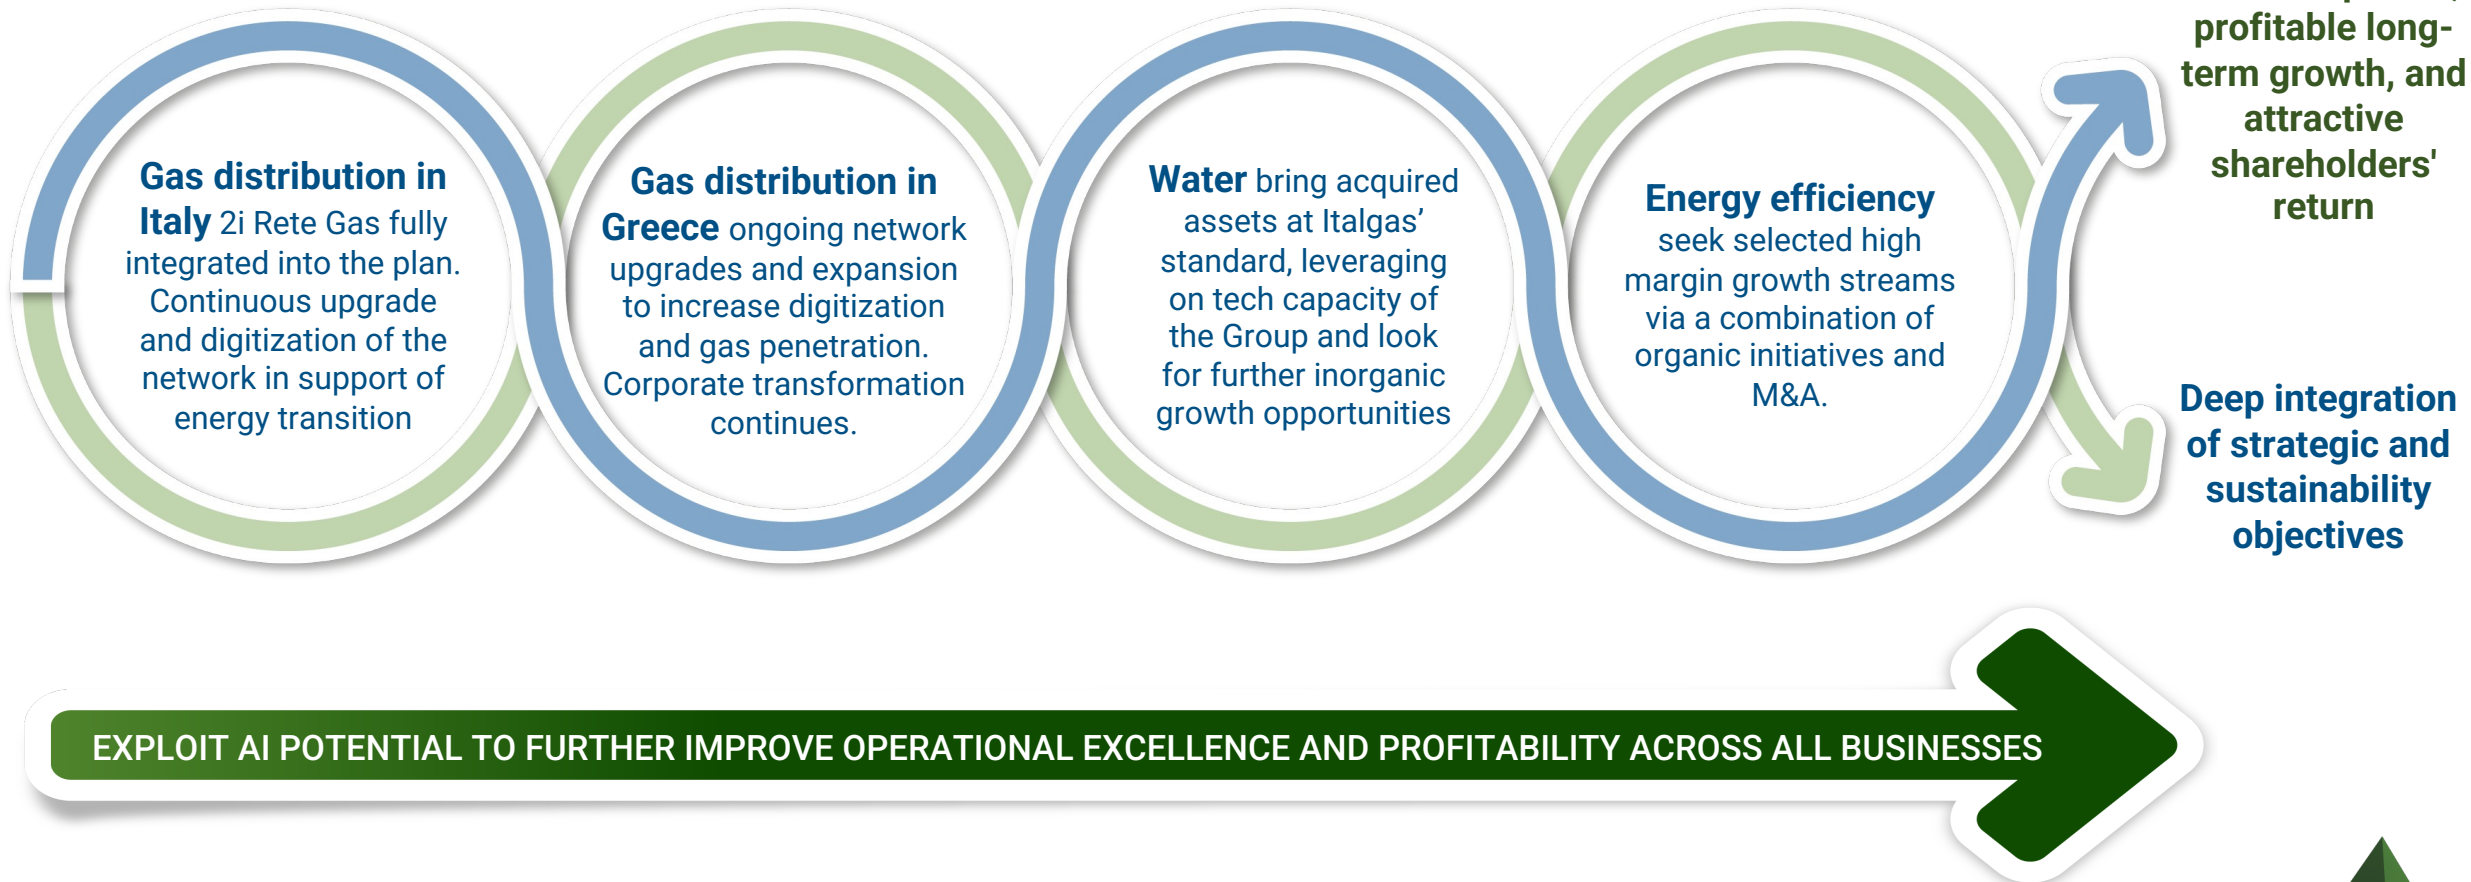 Gas distribution in
Italy 2i Rete Gas fully
integrated into the plan.
Continuous upgrade
and digitization of the
network in support of
energy transition
Gas distribution in
Greece ongoing network
upgrades and expansion
to increase digitization
and gas penetration.
Corporate transformation
continues.
Water bring acquired
assets at Italgas’
standard, leveraging
on tech capacity of
the Group and look
for further inorganic
growth opportunities
Energy efficiency
seek selected high
margin growth streams
via a combination of
organic initiatives and
M&A.
profitable long-
term growth, and
attractive
shareholders'
return
Deep integration
of strategic and
sustainability
objectives
EXPLOIT AI POTENTIAL TO FURTHER IMPROVE OPERATIONAL EXCELLENCE AND PROFITABILITY ACROSS ALL BUSINESSES